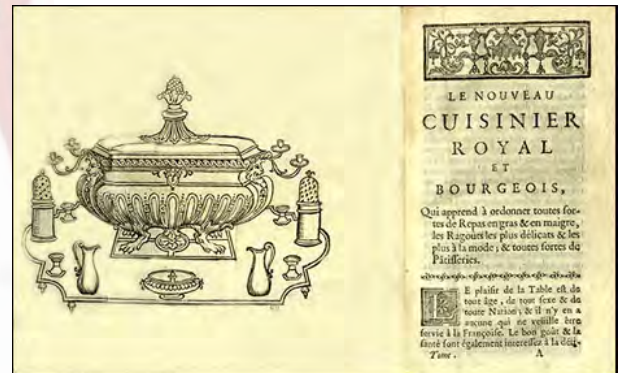 LE NOUVEAU
CUISINIER
ROYAL
ET
BOURGEOIS,
Qui apprend à ordonner toutes sor-
tes de Repas en gras & en maigre,
les Ragoûts les plus délicats & les
plus à la mode ; & toutes sortes de
Pâtisseries.
LE plaisir de la Table est de
tout âge, de tout sexe & de
toute Nation ; & il n'y en a
aucune qui ne veüille être
servie à la Françoise. Le bon goût & la
santé sont également interessez à la
Tome. A